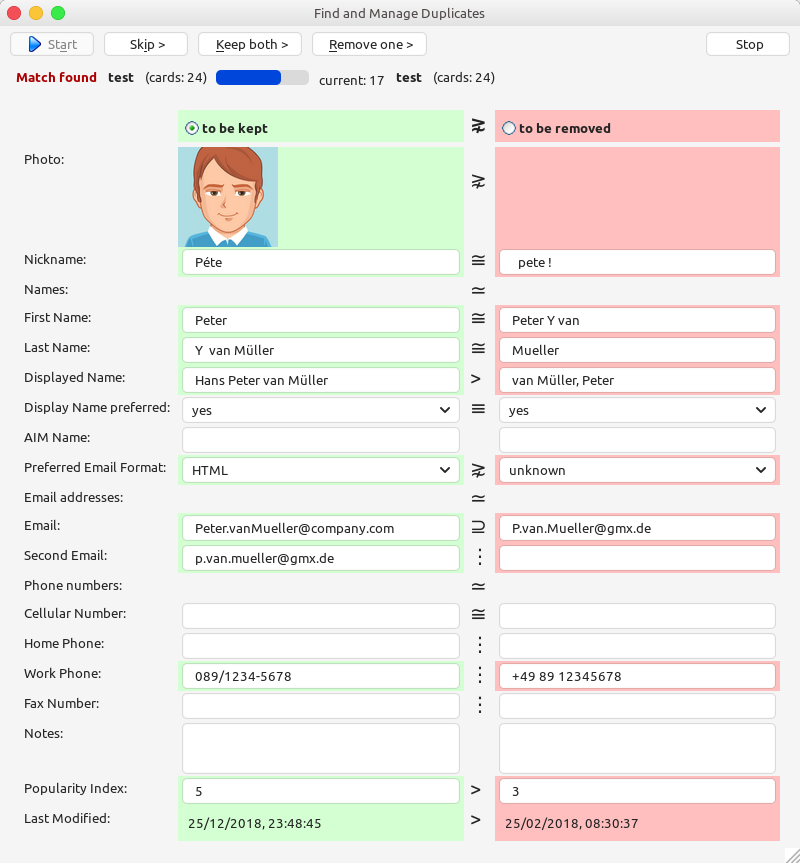 Find and Manage Duplicates
Start Skip > Keep both > Remove one > Stop
Match found test (cards: 24) current: 17 test (cards: 24)
to be kept ⋧ to be removed
Photo: ⋧
Nickname: Péte ≅ pete !
Names: ≃
First Name: Peter ≅ Peter Y van
Last Name: Y  van Müller ≅ Mueller
Displayed Name: Hans Peter van Müller > van Müller, Peter
Display Name preferred: yes ≡ yes
AIM Name:
Preferred Email Format: HTML ⋧ unknown
Email addresses: ≃
Email: Peter.vanMueller@company.com ⊇ P.van.Mueller@gmx.de
Second Email: p.van.mueller@gmx.de ⋮
Phone numbers: ≃
Cellular Number: ≅
Home Phone: ⋮
Work Phone: 089/1234-5678 ⋮ +49 89 12345678
Fax Number: ⋮
Notes:
Popularity Index: 5 > 3
Last Modified: 25/12/2018, 23:48:45 > 25/02/2018, 08:30:37